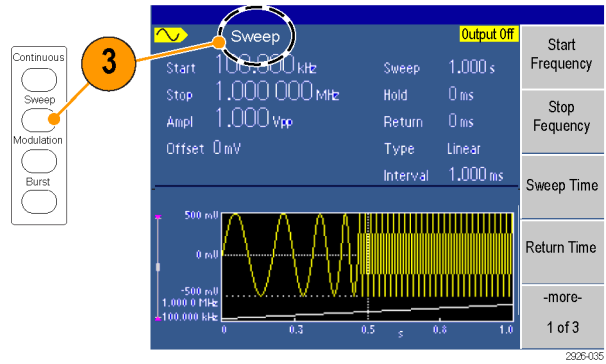 Continuous
Sweep
Modulation
Burst
3
Sweep
Output Off
Start 100.000 kHz
Stop 1.000 000 MHz
Ampl 1.000 Vpp
Offset 0 mV
Sweep 1.000 s
Hold 0 ms
Return 0 ms
Type Linear
Interval 1.000 ms
500 mV
0 mV
-500 mV
1.000 0 MHz
100.000 kHz
0 0.3 0.5 s 0.8 1.0
Start
Frequency
Stop
Fequency
Sweep Time
Return Time
-more-
1 of 3
2926-035